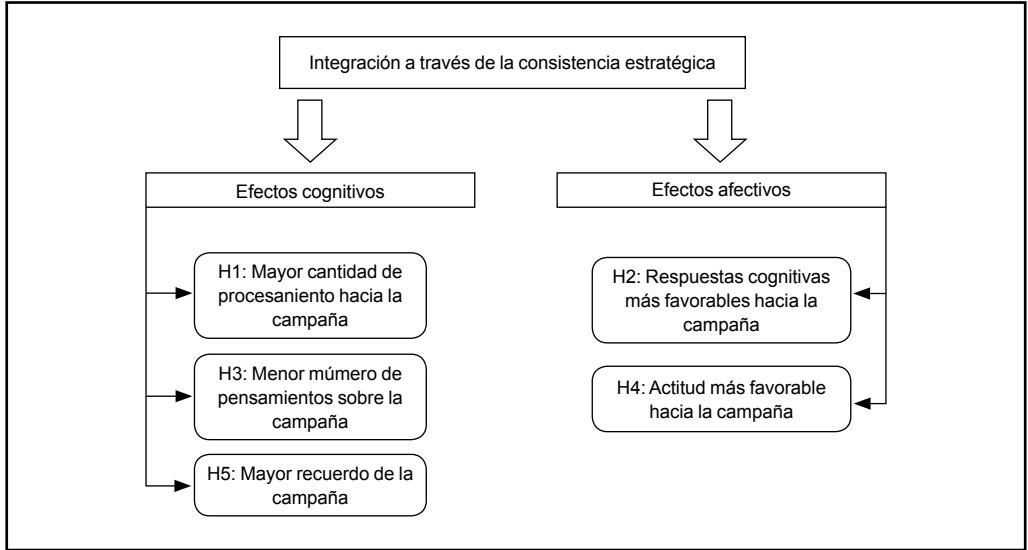 Integración a través de la consistencia estratégica
Efectos cognitivos
H1: Mayor cantidad de
procesaniento hacia la
campaña
H3: Menor múmero de
pensamientos sobre la
campaña
H5: Mayor recuerdo de la
campaña
Efectos afectivos
H2: Respuestas cognitivas
más favorables hacia la
campaña
H4: Actitud más favorable
hacia la campaña